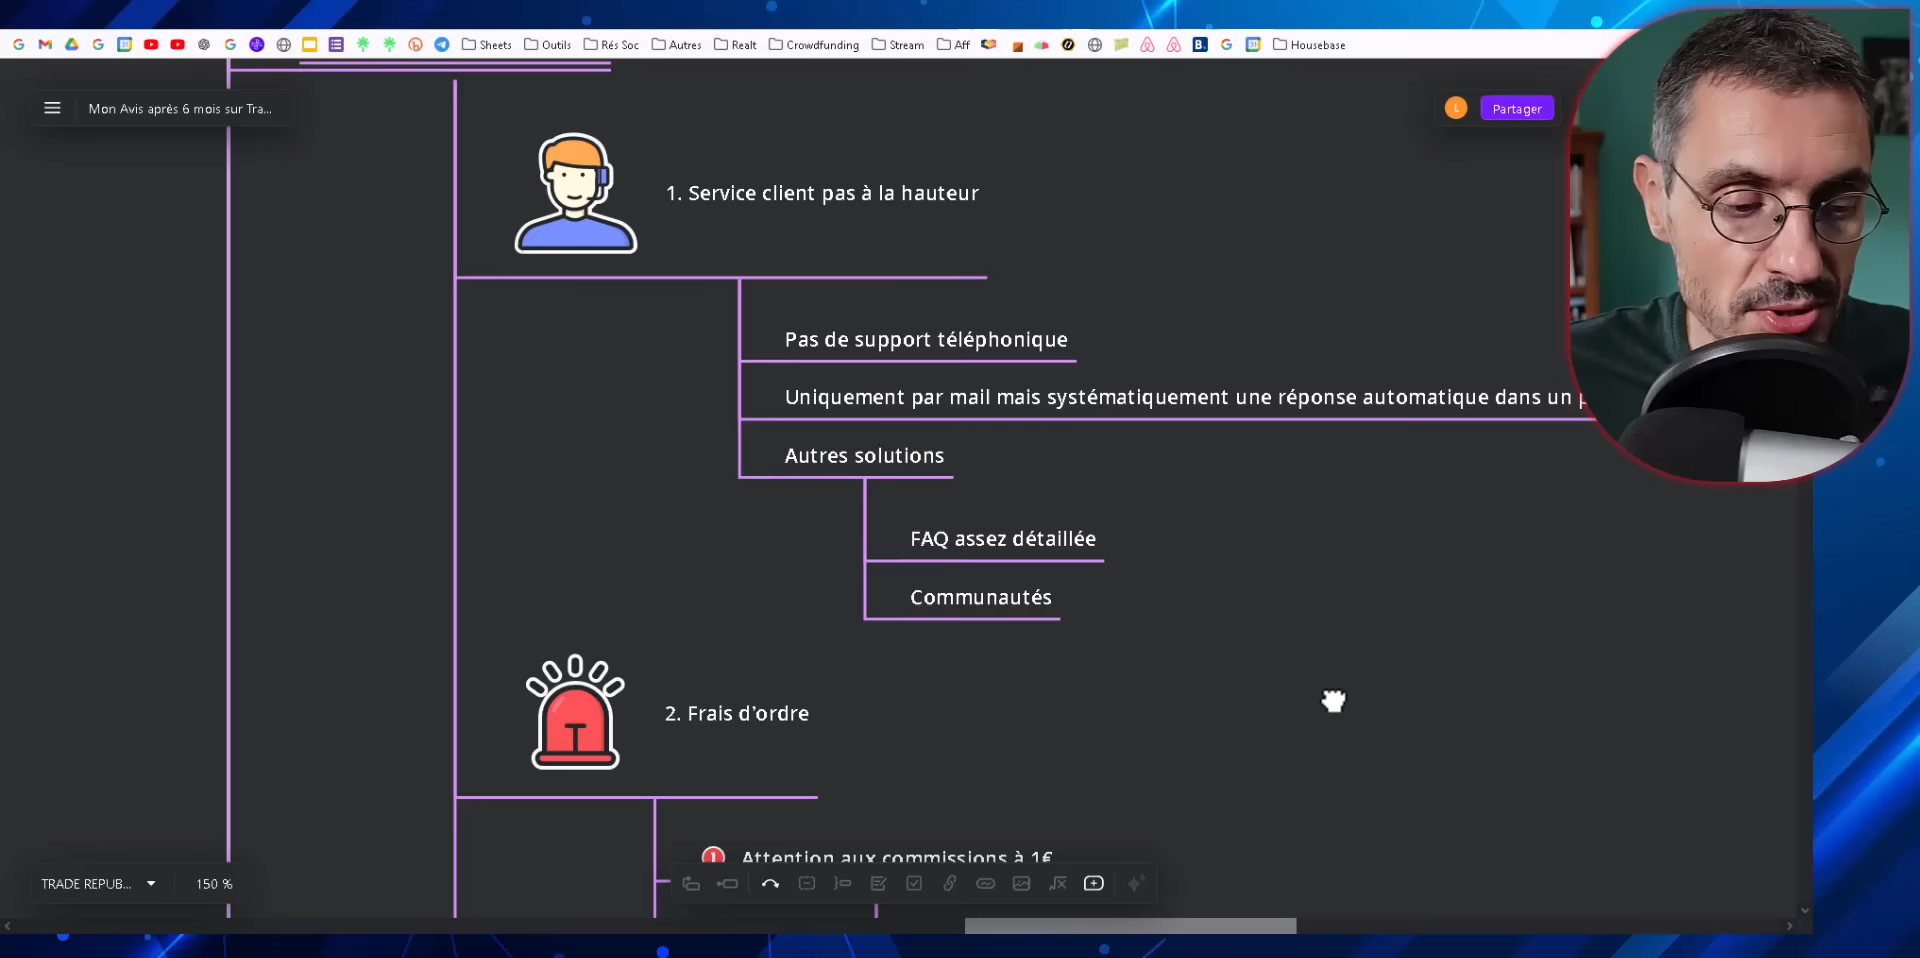 Sheets
Outils
Rés Soc
Autres
Realt
Crowdfunding
Stream
Aff
B.
Housebase
Mon Avis après 6 mois sur Tra...
L
Partager
1. Service client pas à la hauteur
Pas de support téléphonique
Uniquement par mail mais systématiquement une réponse automatique dans un
Autres solutions
FAQ assez détaillée
Communautés
2. Frais d'ordre
Attention aux commissions à 1€
TRADE REPUB...
150 %